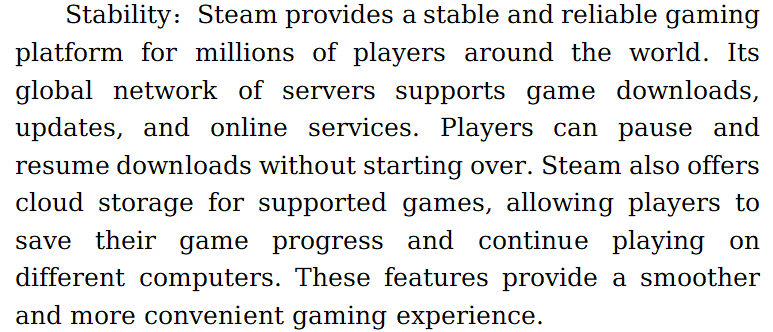 Stability：Steam provides a stable and reliable gaming
platform for millions of players around the world. Its
global network of servers supports game downloads,
updates, and online services. Players can pause and
resume downloads without starting over. Steam also offers
cloud storage for supported games, allowing players to
save their game progress and continue playing on
different computers. These features provide a smoother
and more convenient gaming experience.